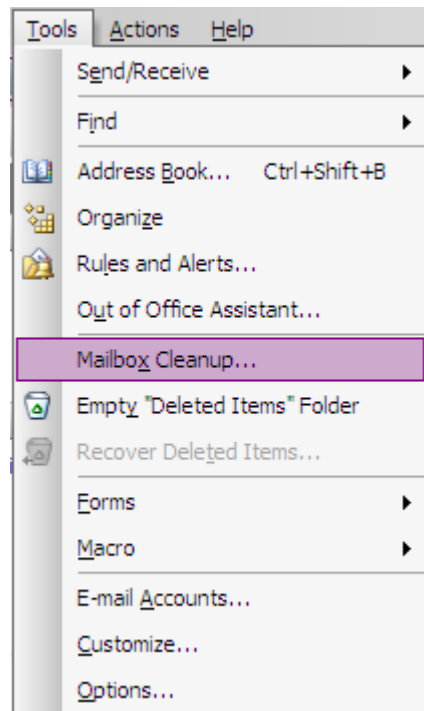 Tools Actions Help
Send/Receive
Find
Address Book... Ctrl+Shift+B
Organize
Rules and Alerts...
Out of Office Assistant...
Mailbox Cleanup...
Empty "Deleted Items" Folder
Recover Deleted Items...
Forms
Macro
E-mail Accounts...
Customize...
Options...